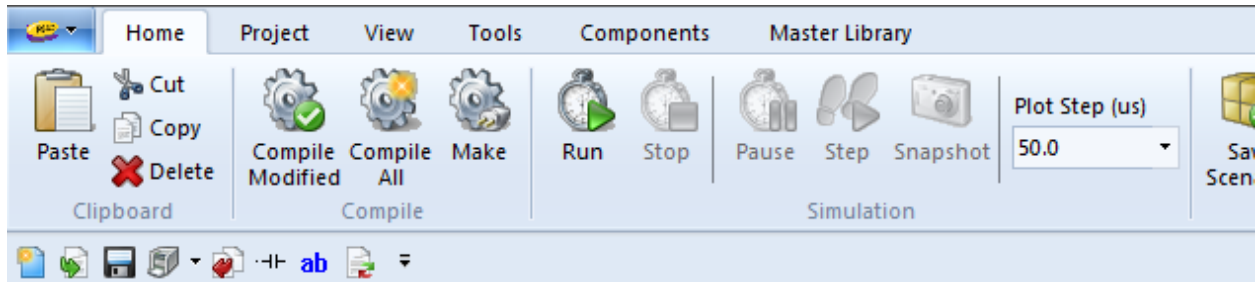 Home Project View Tools Components Master Library
Paste
Cut
Copy
Delete
Clipboard
Compile Modified
Compile All
Make
Compile
Run
Stop
Pause
Step
Snapshot
Plot Step (us)
50.0
Simulation
ab